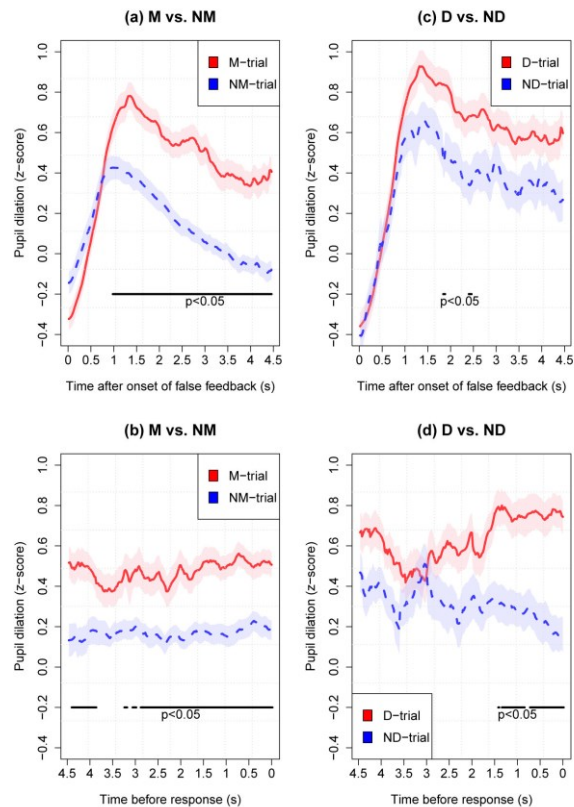 (a) M vs. NM
M-trial
NM-trial
Pupil dilation (z-score)
1.0
0.8
0.6
0.4
0.2
0.0
-0.2
-0.4
p<0.05
0 0.5 1 1.5 2 2.5 3 3.5 4 4.5
Time after onset of false feedback (s)
(c) D vs. ND
D-trial
ND-trial
Pupil dilation (z-score)
1.0
0.8
0.6
0.4
0.2
0.0
-0.2
-0.4
p<0.05
0 0.5 1 1.5 2 2.5 3 3.5 4 4.5
Time after onset of false feedback (s)
(b) M vs. NM
M-trial
NM-trial
Pupil dilation (z-score)
1.0
0.8
0.6
0.4
0.2
0.0
-0.2
-0.4
p<0.05
4.5 4 3.5 3 2.5 2 1.5 1 0.5 0
Time before response (s)
(d) D vs. ND
Pupil dilation (z-score)
1.0
0.8
0.6
0.4
0.2
0.0
-0.2
-0.4
p<0.05
D-trial
ND-trial
4.5 4 3.5 3 2.5 2 1.5 1 0.5 0
Time before response (s)